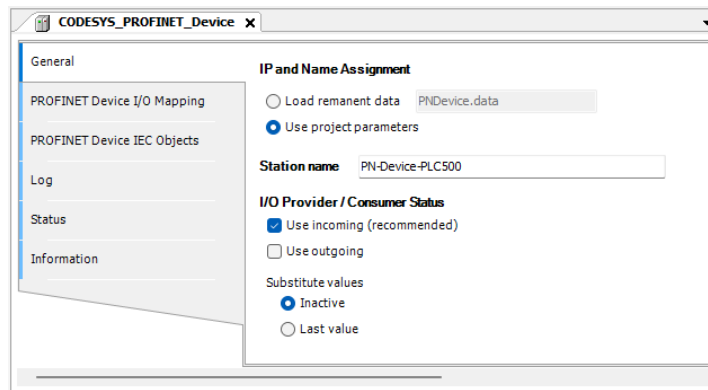 CODESYS_PROFINET_Device
General
PROFINET Device I/O Mapping
PROFINET Device IEC Objects
Log
Status
Information
IP and Name Assignment
Load remanent data PNDevice.data
Use project parameters
Station name PN-Device-PLC500
I/O Provider / Consumer Status
Use incoming (recommended)
Use outgoing
Substitute values
Inactive
Last value